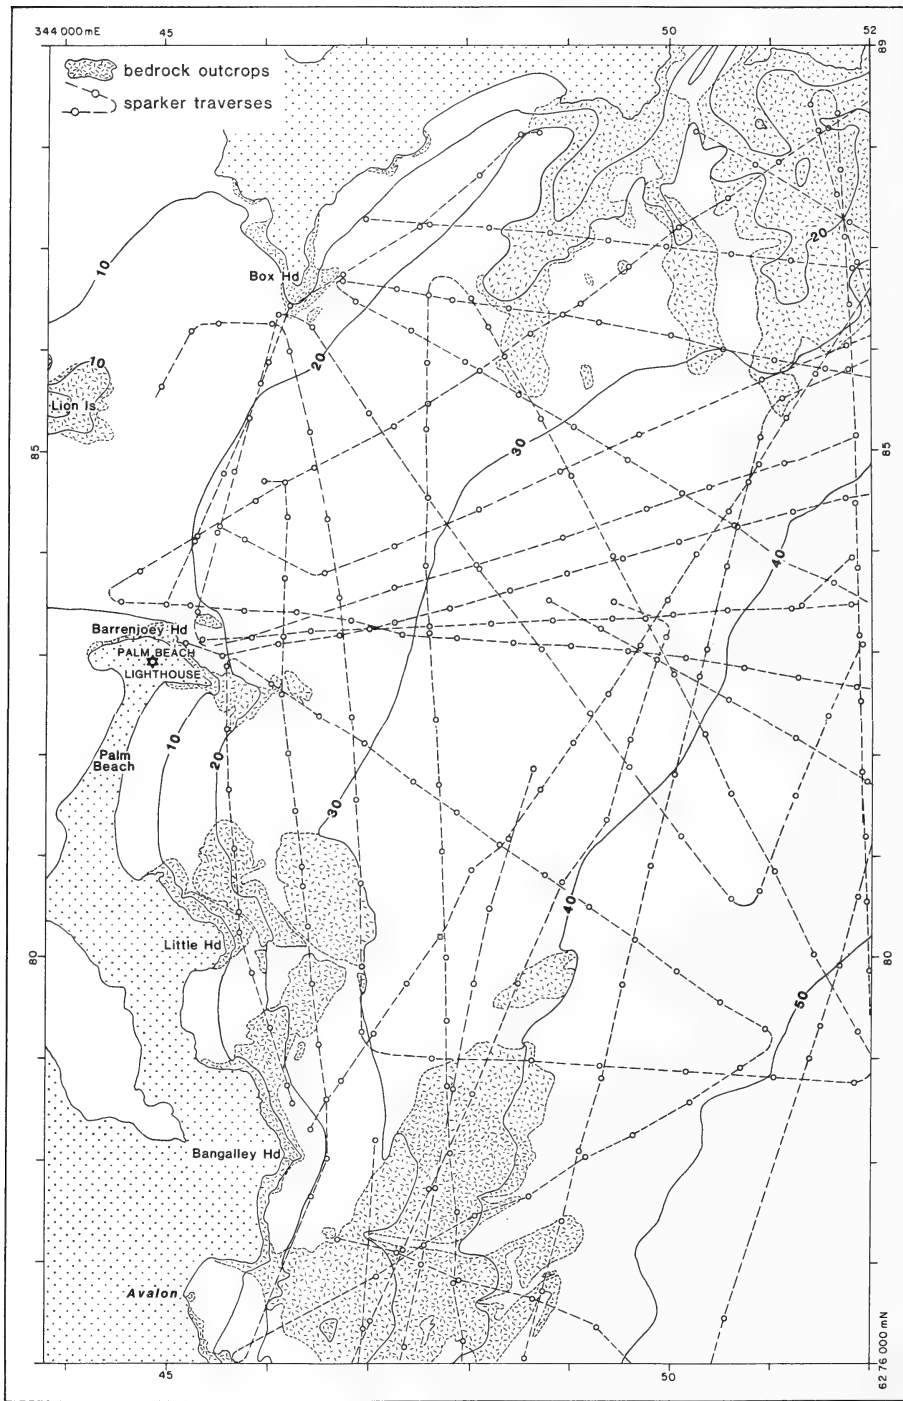 344 000 mE
45
50
52
89
bedrock outcrops
sparker traverses
10
20
Box Hd
10
20
Lion Is.
85
30
85
40
Barrenjoey Hd
PALM BEACH
LIGHTHOUSE
10
20
Palm
Beach
30
40
Little Hd
80
80
50
Bangalley Hd
Avalon
45
50
62 76 000 mN